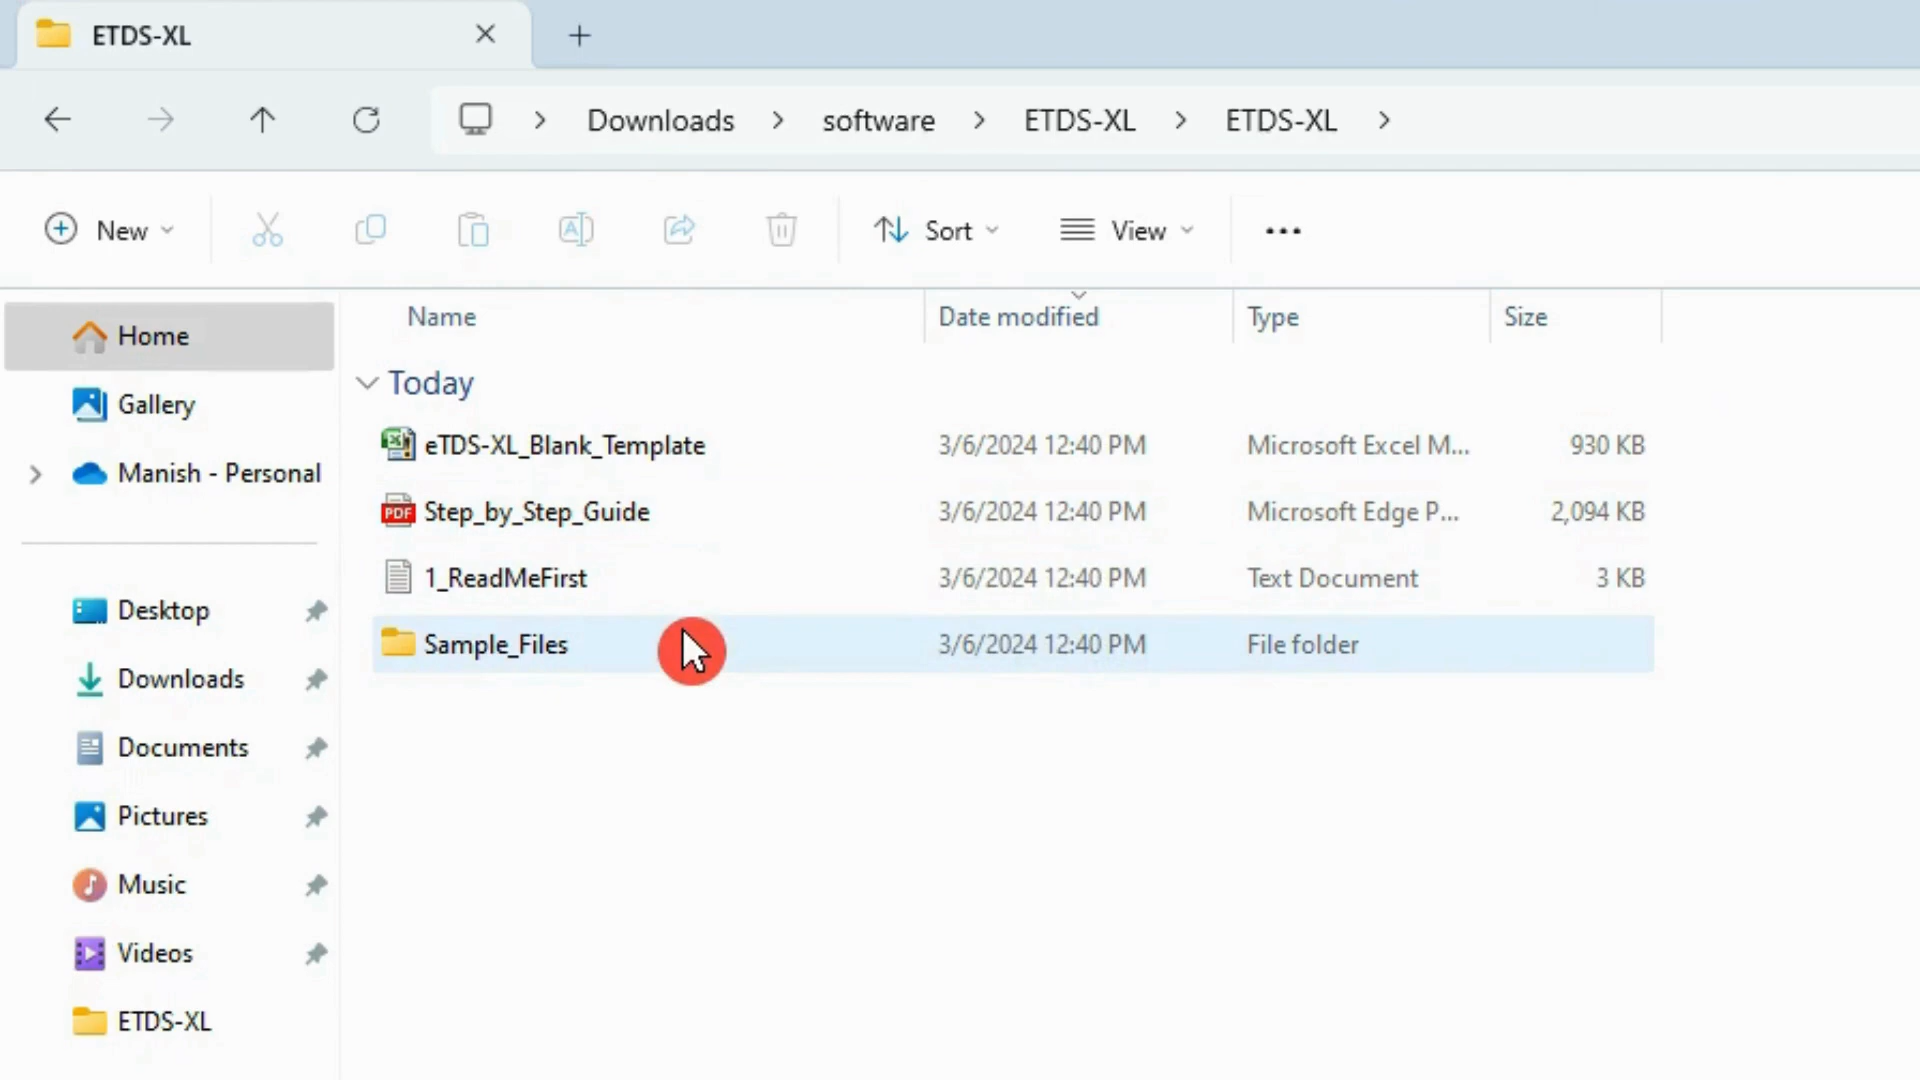 ETDS-XL
Downloads software ETDS-XL ETDS-XL
New Sort View
Name Date modified Type Size
Home
Gallery
Manish - Personal
Desktop
Downloads
Documents
Pictures
Music
Videos
ETDS-XL
Today
eTDS-XL_Blank_Template 3/6/2024 12:40 PM Microsoft Excel M... 930 KB
Step_by_Step_Guide 3/6/2024 12:40 PM Microsoft Edge P... 2,094 KB
1_ReadMeFirst 3/6/2024 12:40 PM Text Document 3 KB
Sample_Files 3/6/2024 12:40 PM File folder